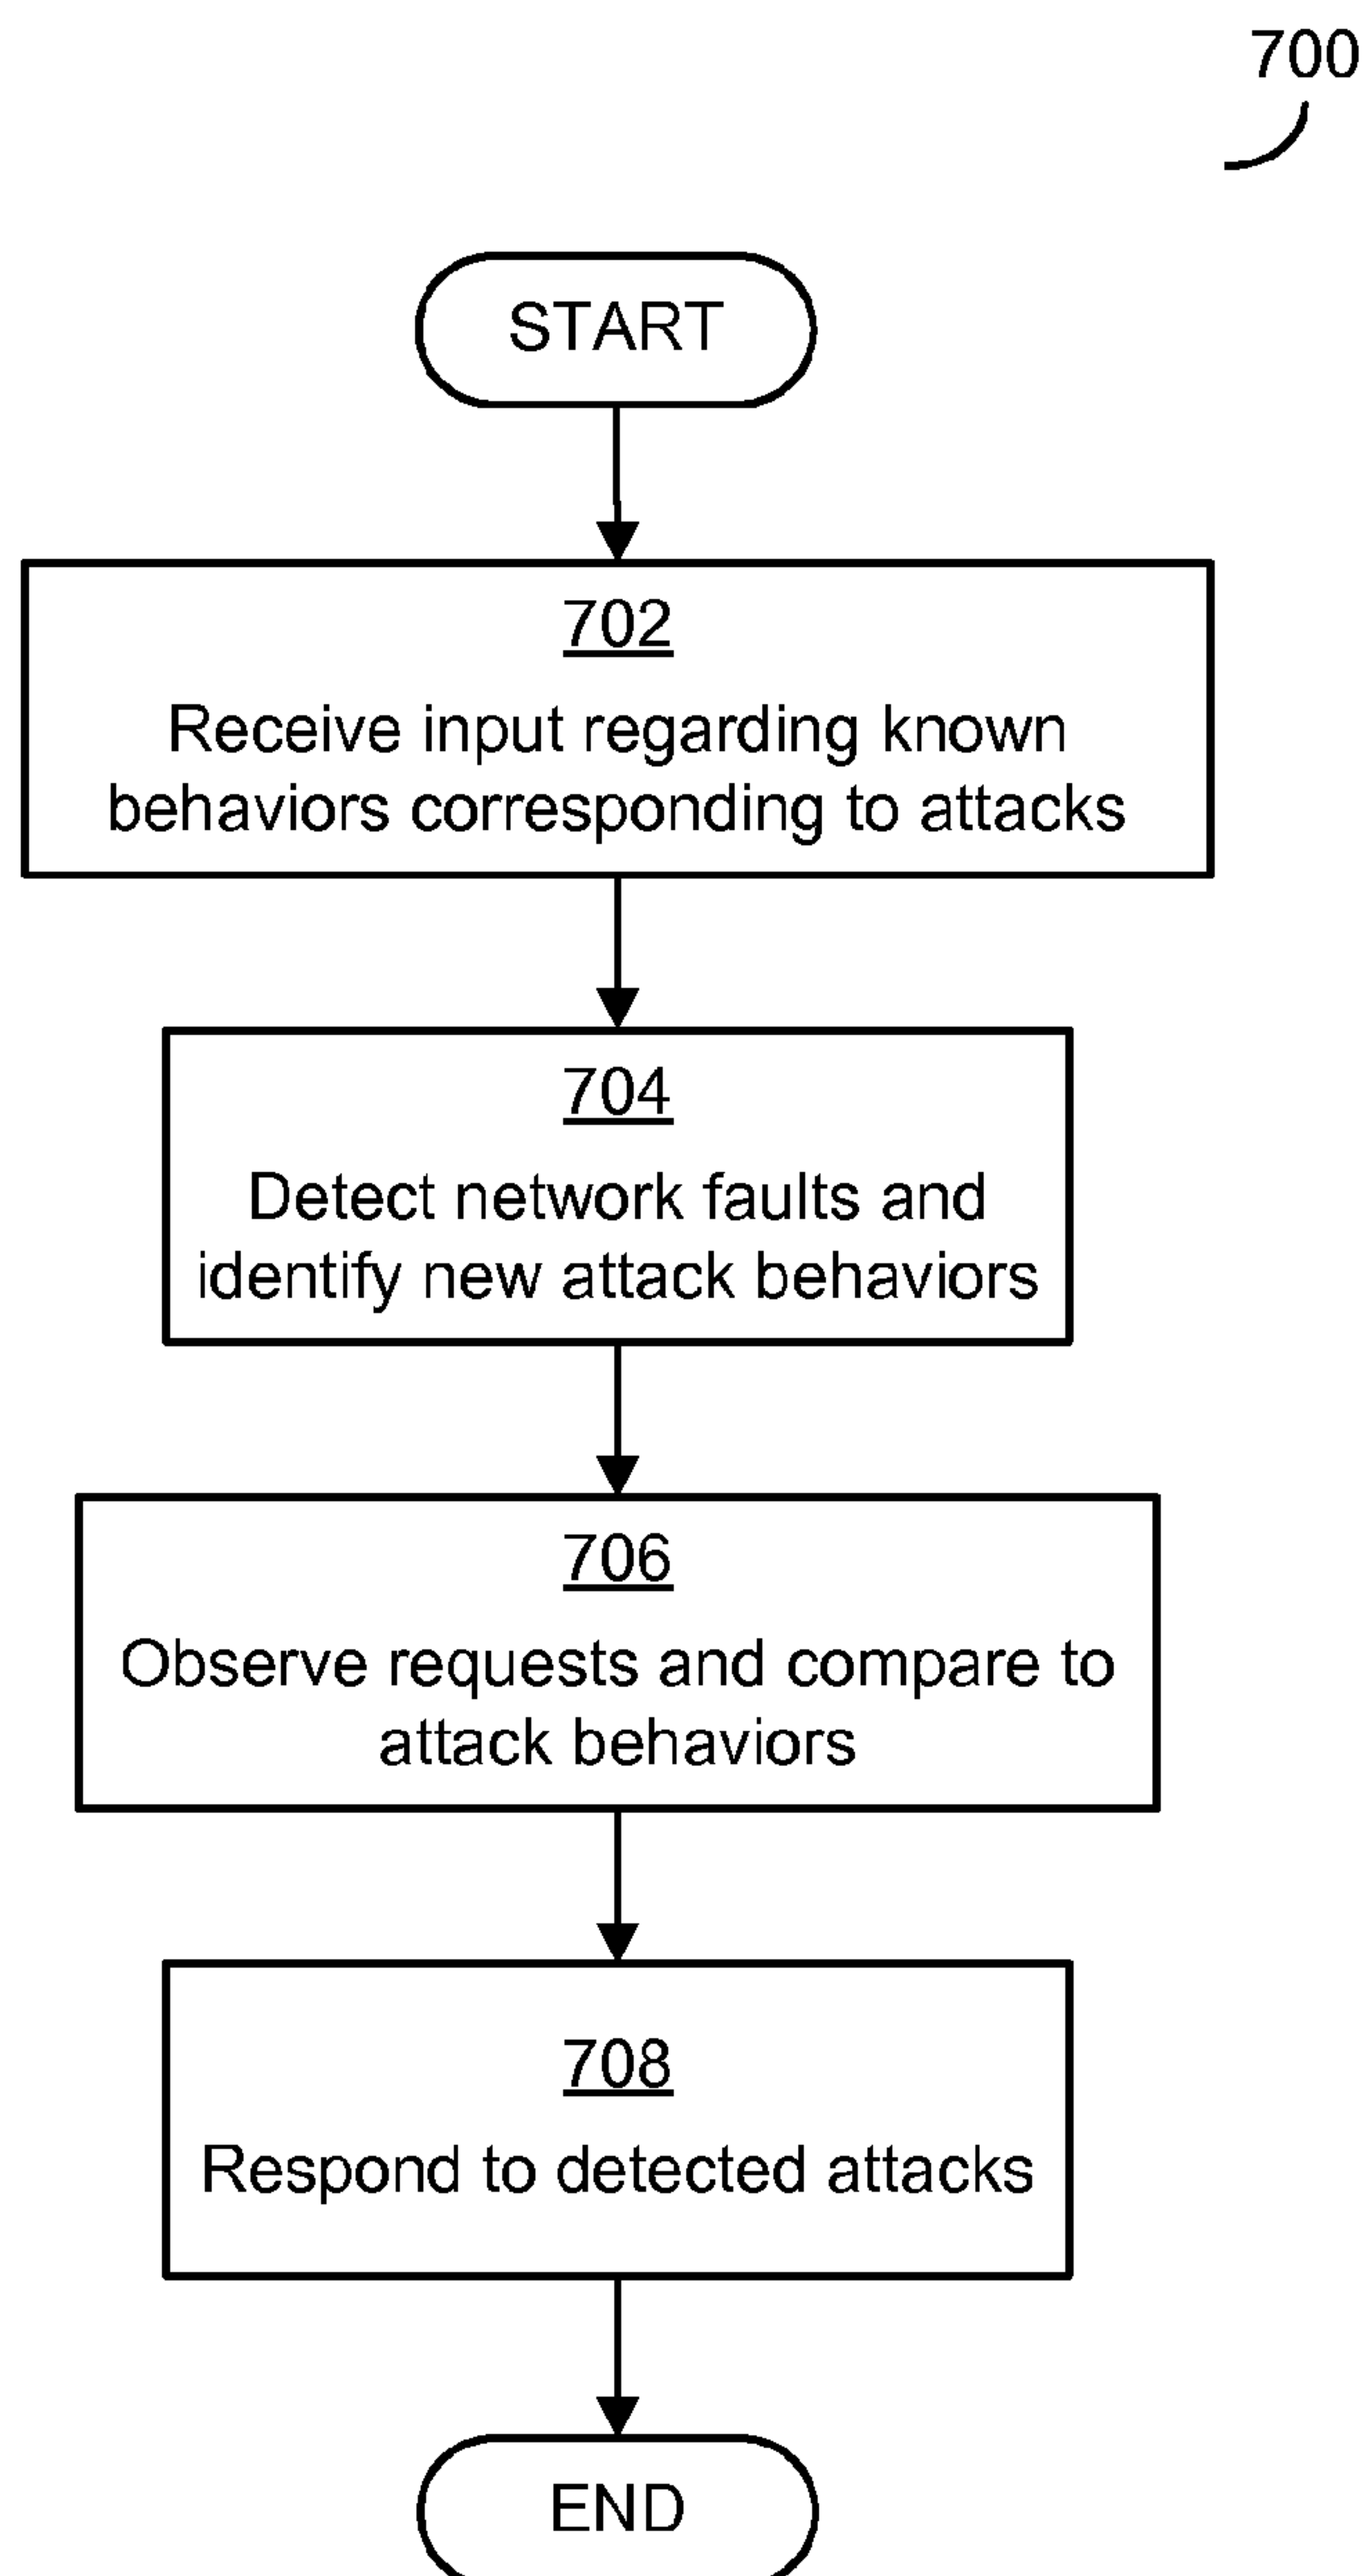 700
START
702
Receive input regarding known
behaviors corresponding to attacks
704
Detect network faults and
identify new attack behaviors
706
Observe requests and compare to
attack behaviors
708
Respond to detected attacks
END